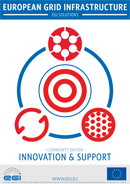 EUROPEAN GRID INFRASTRUCTURE
EGI SOLUTIONS
COMMUNITY DRIVEN
INNOVATION & SUPPORT
egi
WWW.EGI.EU